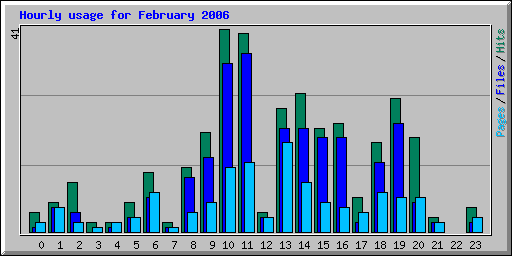 Hourly usage for February 2006
41
Pages / Files / Hits
0 1 2 3 4 5 6 7 8 9 10 11 12 13 14 15 16 17 18 19 20 21 22 23